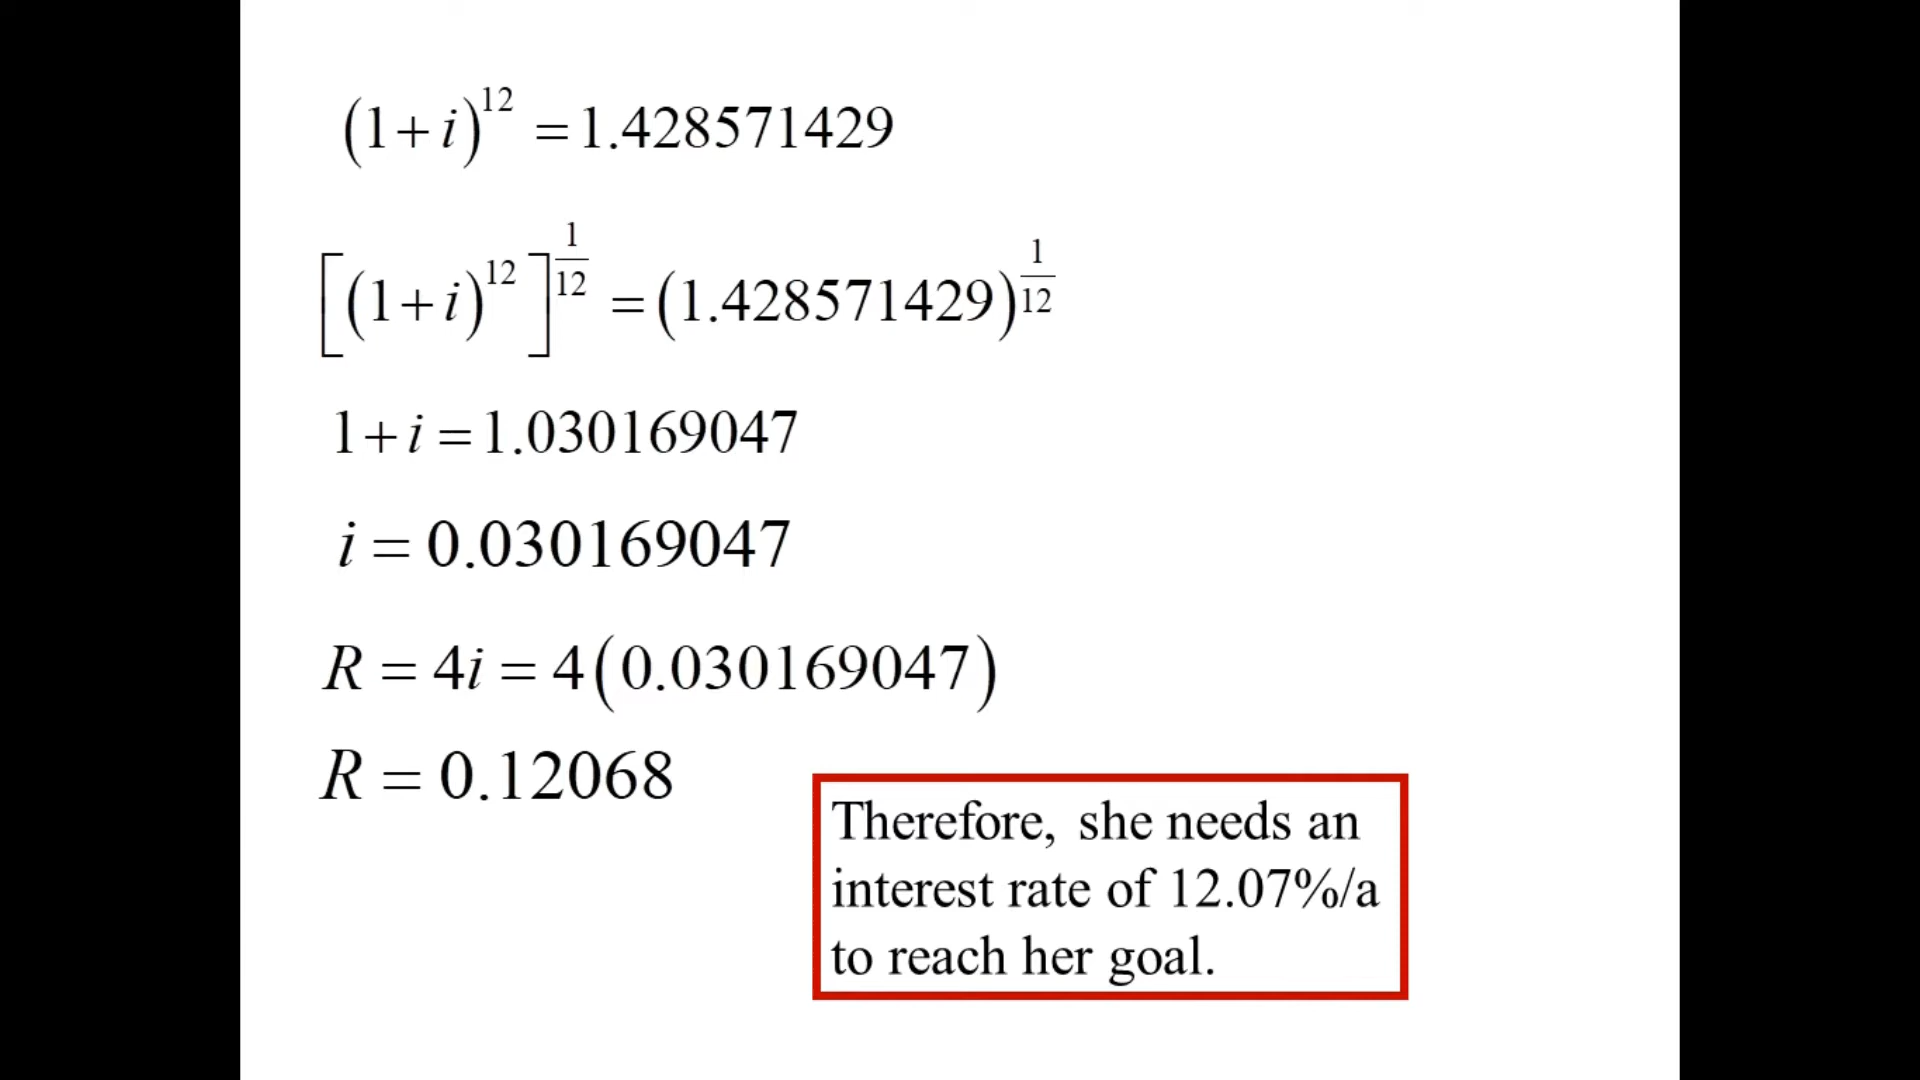 (1+i)^12 = 1.428571429
[(1+i)^12]^(1/12) = (1.428571429)^(1/12)
1+i = 1.030169047
i = 0.030169047
R = 4i = 4(0.030169047)
R = 0.12068
Therefore, she needs an
interest rate of 12.07%/a
to reach her goal.